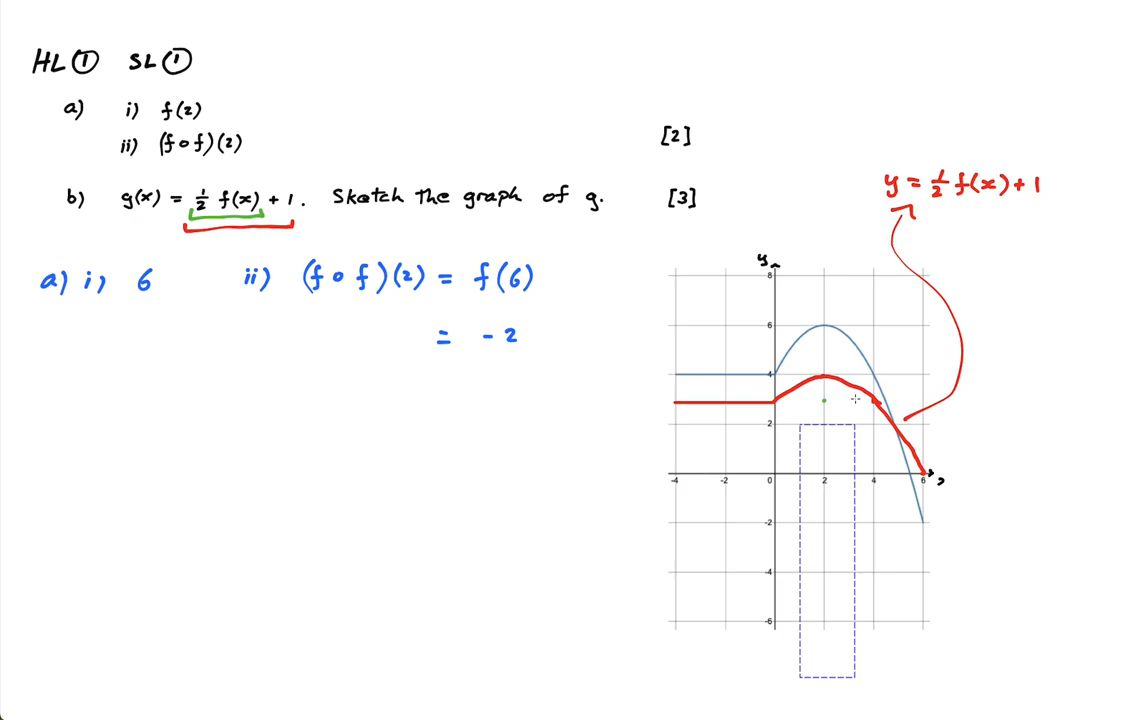 HL ① SL ①
a) i) f(2)
ii) (f ∘ f)(2)
[2]
b) g(x) = ½ f(x) + 1. Sketch the graph of g.
[3]
y = ½ f(x) + 1
a) i) 6 ii) (f ∘ f)(2) = f(6)
= -2
y
8
6
4
2
-4 -2 0 2 4 6
-2
-4
-6